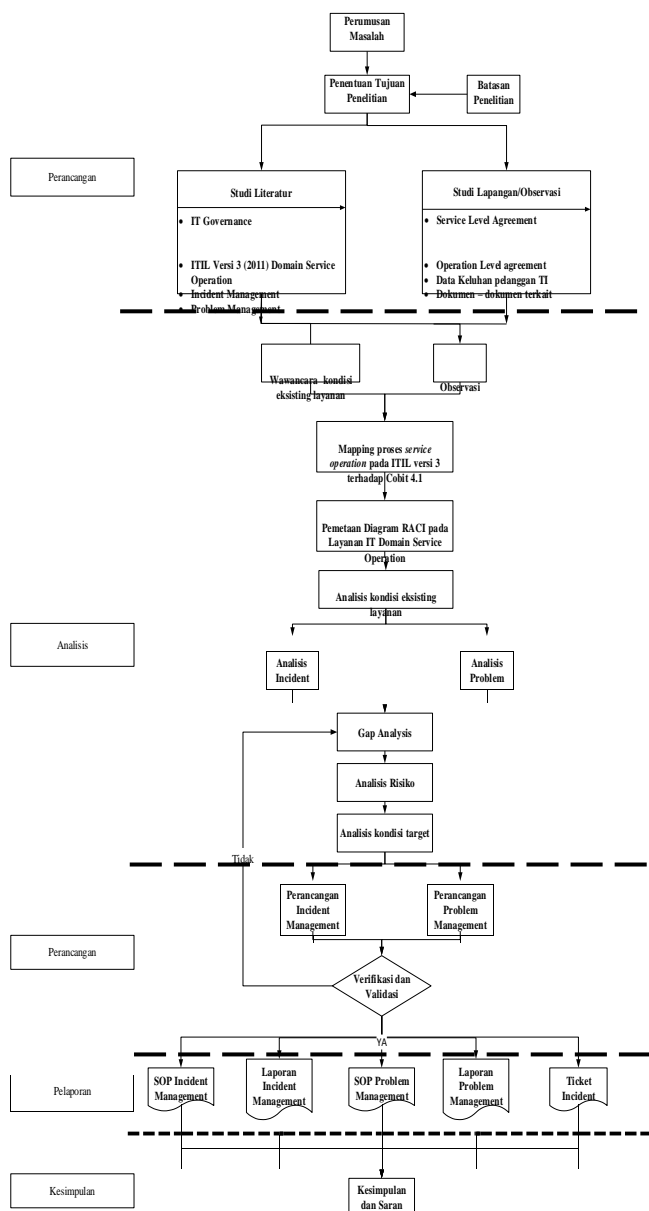 Perumusan
Masalah
Penentuan Tujuan
Penelitian
Batasan
Penelitian
Perancangan
Studi Literatur
• IT Governance
• ITIL Versi 3 (2011) Domain Service
Operation
• Incident Management
• Problem Management
Studi Lapangan/Observasi
• Service Level Agreement
• Operation Level agreement
• Data Keluhan pelanggan TI
• Dokumen – dokumen terkait
Wawancara kondisi
eksisting layanan
Observasi
Mapping proses service
operation pada ITIL versi 3
terhadap Cobit 4.1
Pemetaan Diagram RACI pada
Layanan IT Domain Service
Operation
Analisis kondisi eksisting
layanan
Analisis
Analisis
Incident
Analisis
Problem
Gap Analysis
Analisis Risiko
Analisis kondisi target
Tidak
Perancangan
Incident
Management
Perancangan
Problem
Management
Perancangan
Verifikasi dan
Validasi
YA
Pelaporan
SOP Incident
Management
Laporan
Incident
Management
SOP Problem
Management
Laporan
Problem
Management
Ticket
Incident
Kesimpulan
Kesimpulan
dan Saran